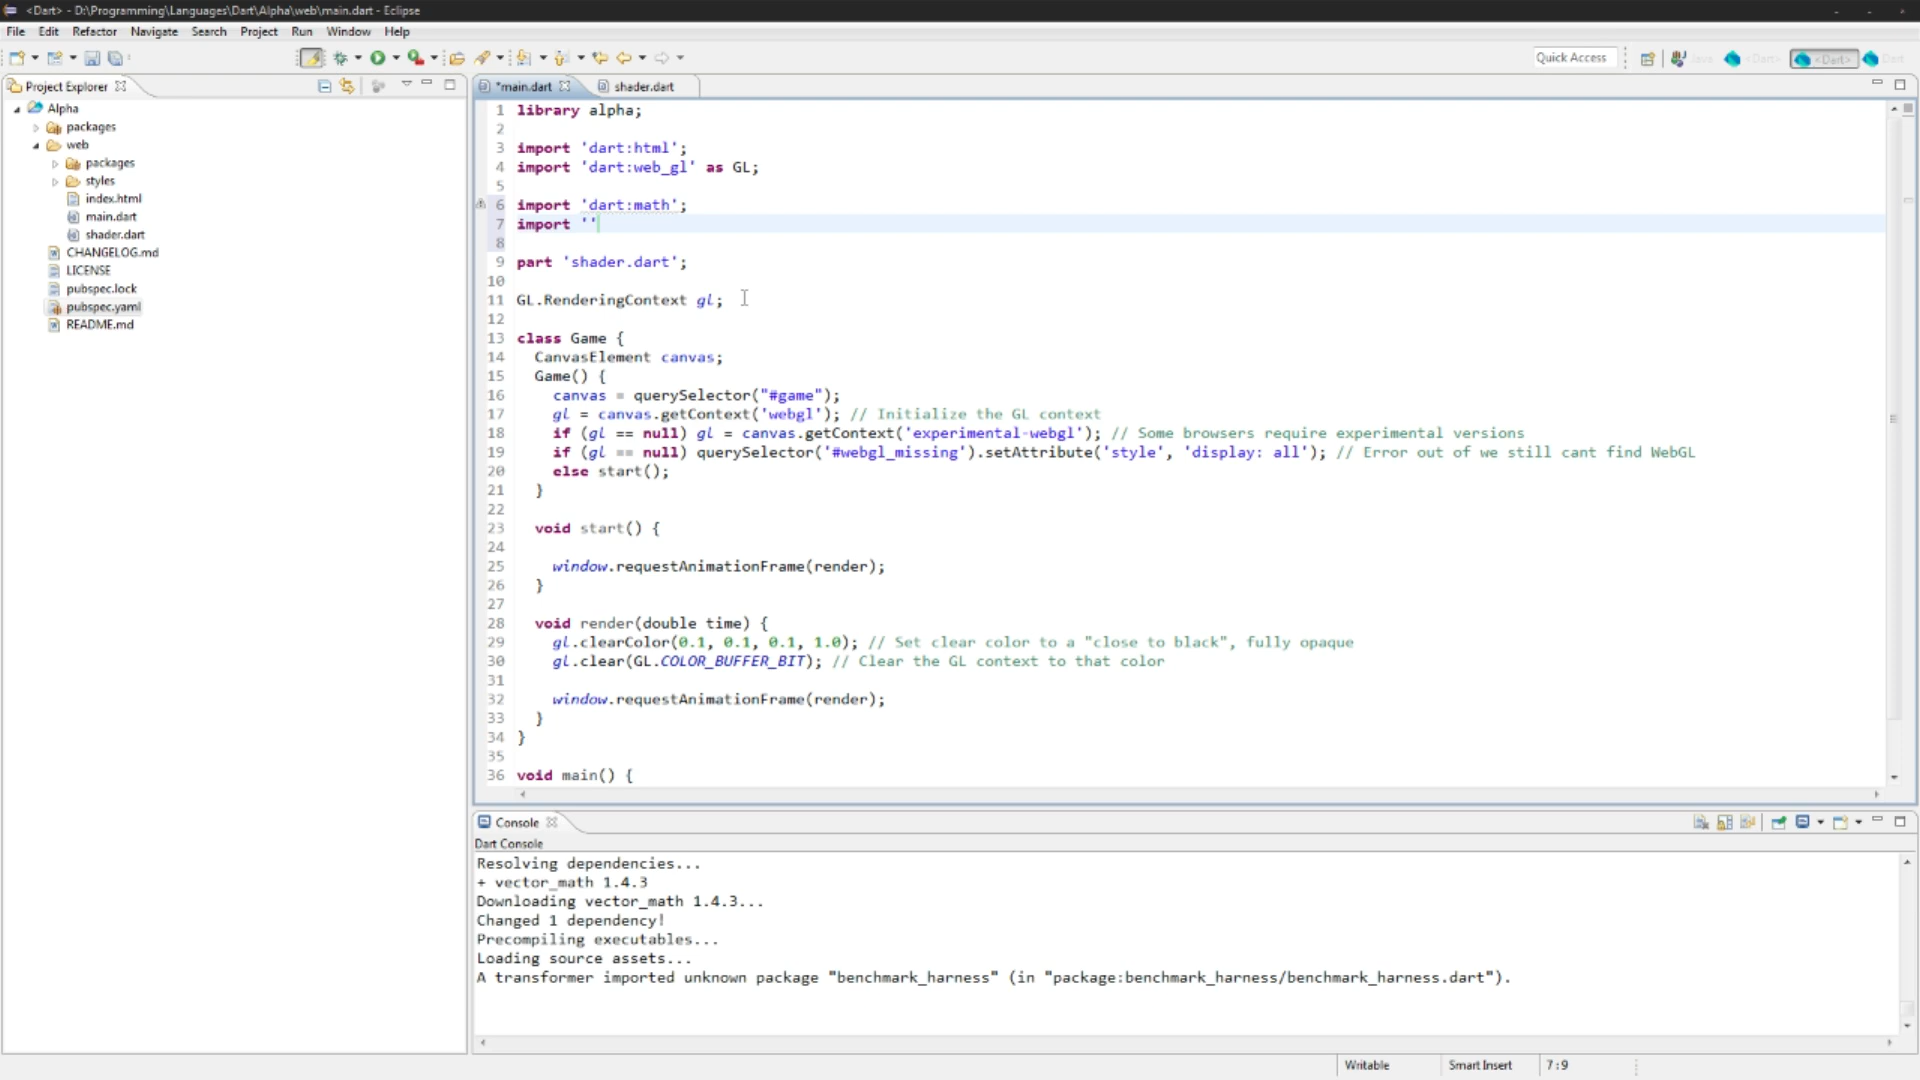 <Dart> - D:\Programming\Languages\Dart\Alpha\web\main.dart - Eclipse
File Edit Refactor Navigate Search Project Run Window Help
Quick Access Java <Dart> <Dart> Dart
Project Explorer
*main.dart shader.dart
Alpha
packages
web
packages
styles
index.html
main.dart
shader.dart
CHANGELOG.md
LICENSE
pubspec.lock
pubspec.yaml
README.md
1 library alpha;
2
3 import 'dart:html';
4 import 'dart:web_gl' as GL;
5
6 import 'dart:math';
7 import ''
8
9 part 'shader.dart';
10
11 GL.RenderingContext gl;
12
13 class Game {
14 CanvasElement canvas;
15 Game() {
16 canvas = querySelector("#game");
17 gl = canvas.getContext('webgl'); // Initialize the GL context
18 if (gl == null) gl = canvas.getContext('experimental-webgl'); // Some browsers require experimental versions
19 if (gl == null) querySelector('#webgl_missing').setAttribute('style', 'display: all'); // Error out of we still cant find WebGL
20 else start();
21 }
22
23 void start() {
24
25 window.requestAnimationFrame(render);
26 }
27
28 void render(double time) {
29 gl.clearColor(0.1, 0.1, 0.1, 1.0); // Set clear color to a "close to black", fully opaque
30 gl.clear(GL.COLOR_BUFFER_BIT); // Clear the GL context to that color
31
32 window.requestAnimationFrame(render);
33 }
34 }
35
36 void main() {
Console
Dart Console
Resolving dependencies...
+ vector_math 1.4.3
Downloading vector_math 1.4.3...
Changed 1 dependency!
Precompiling executables...
Loading source assets...
A transformer imported unknown package "benchmark_harness" (in "package:benchmark_harness/benchmark_harness.dart").
Writable Smart Insert 7:9